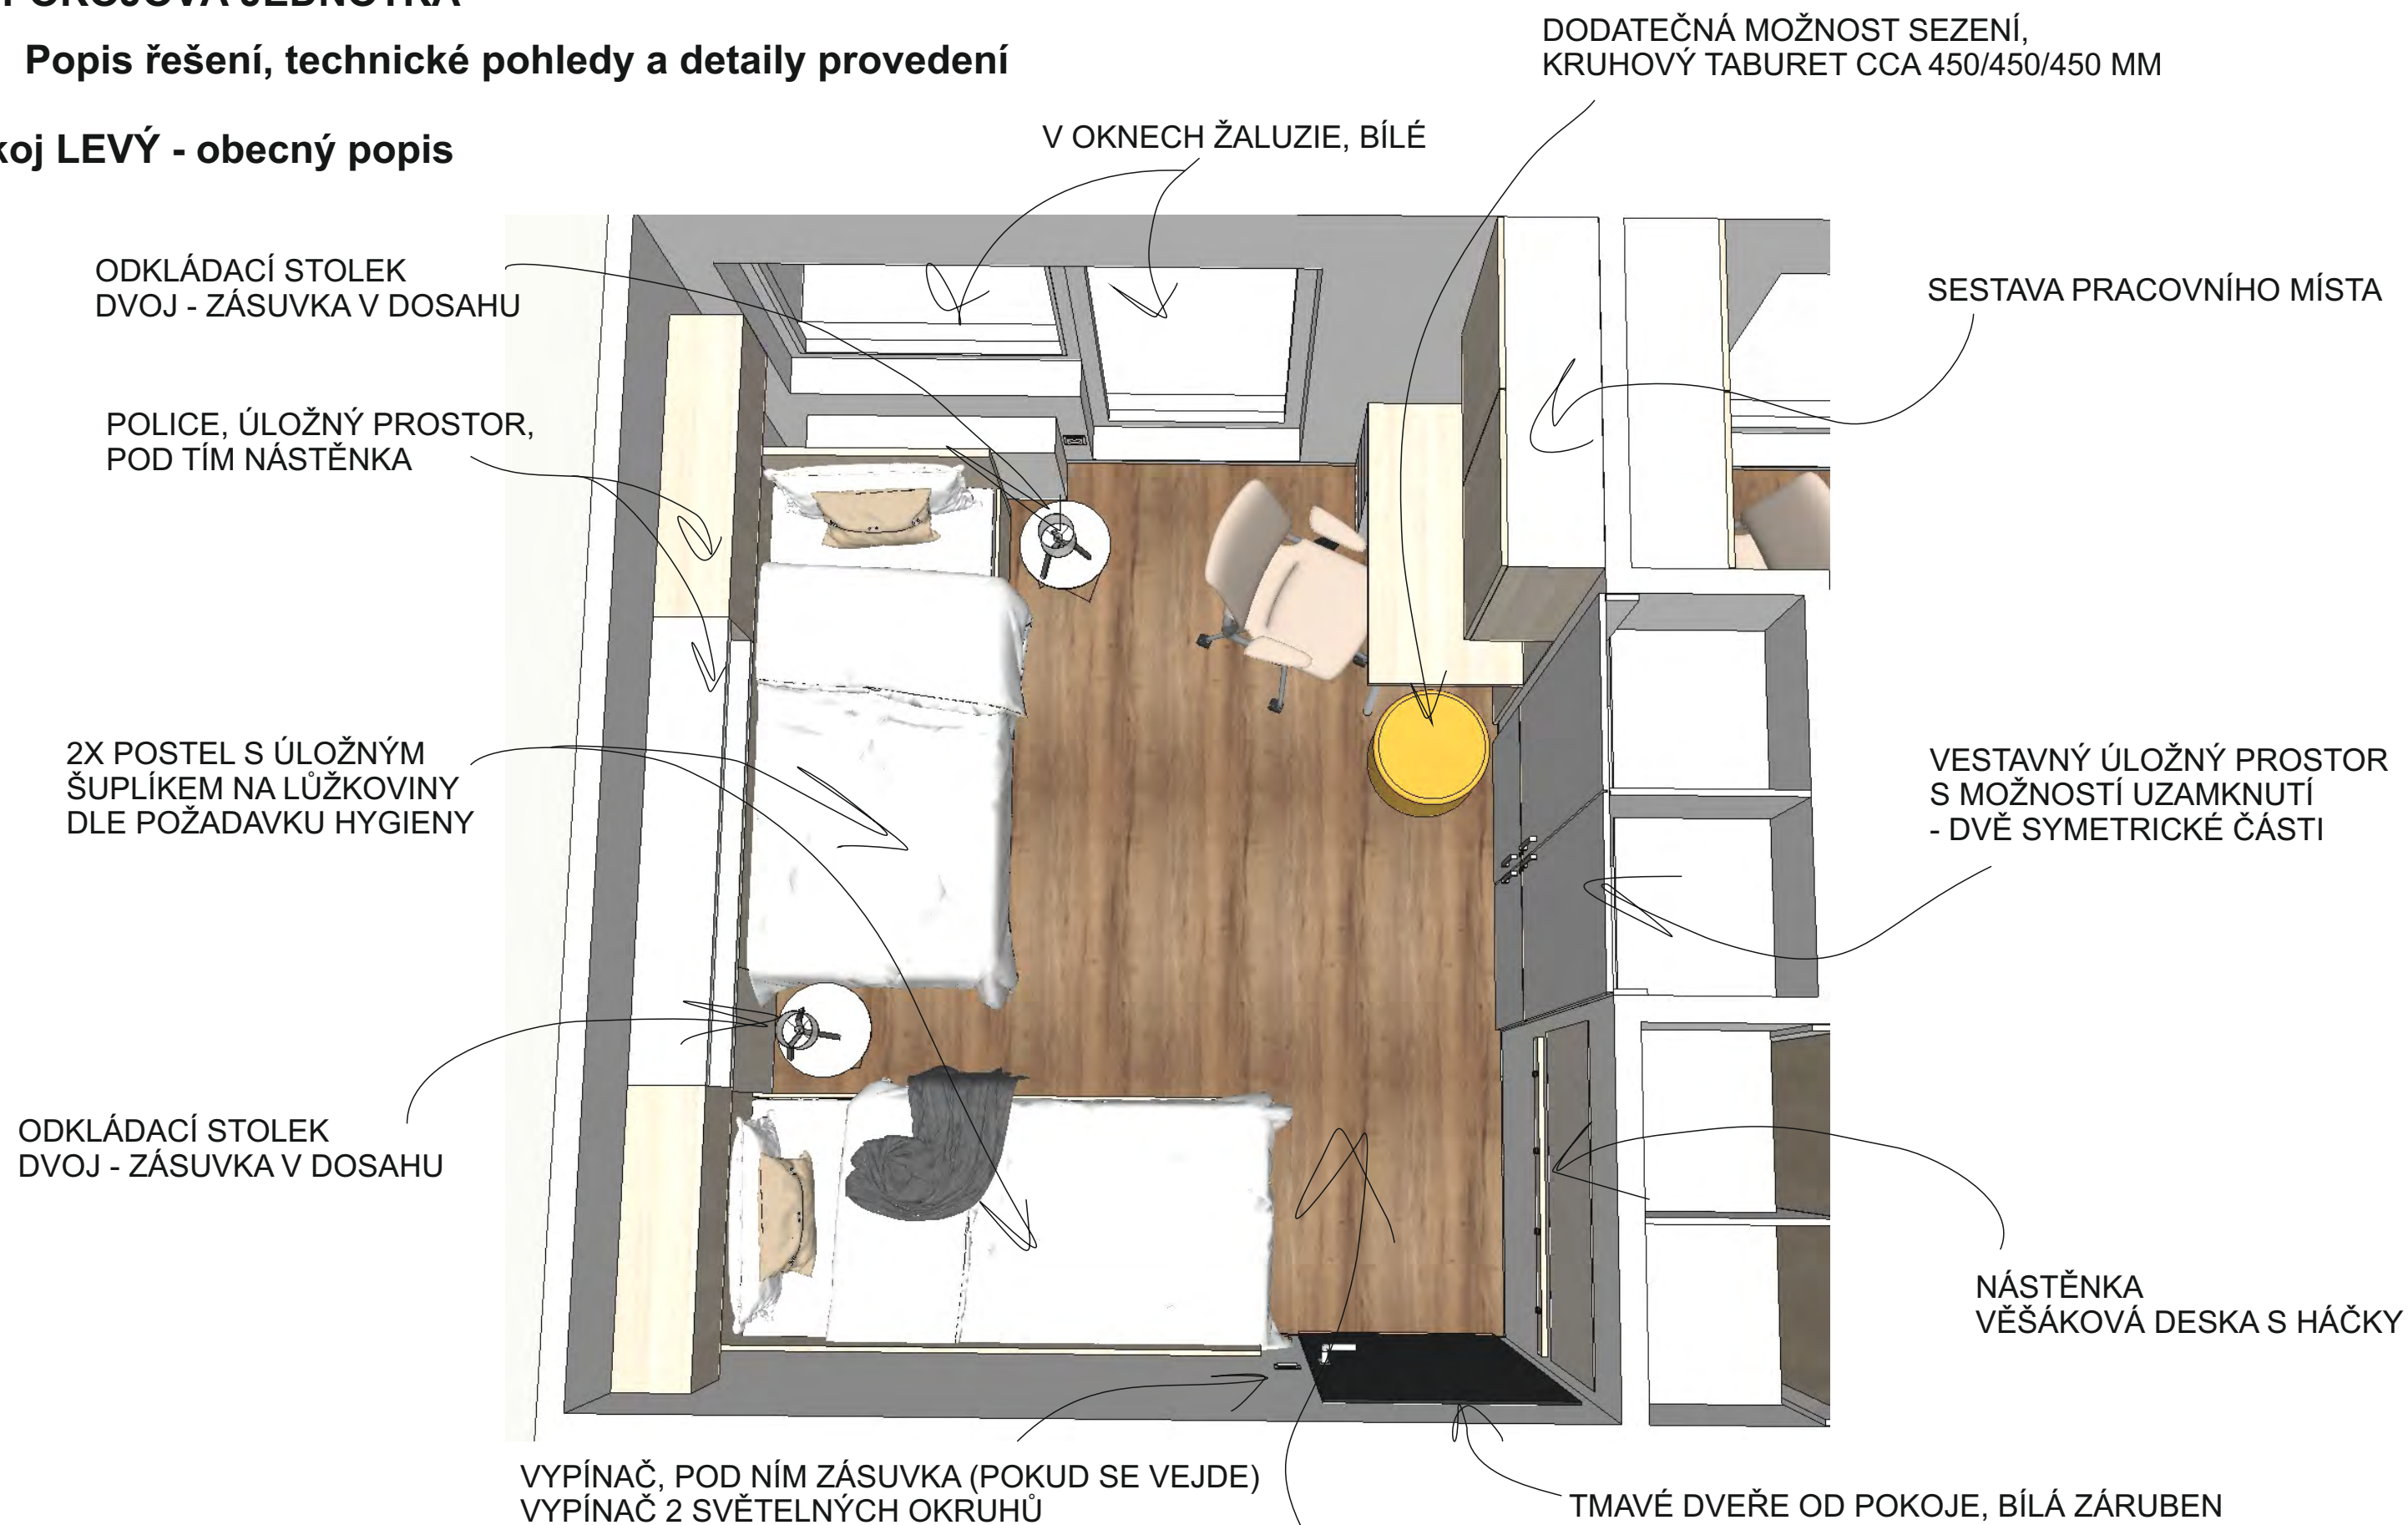 POKOJOVÁ JEDNOTKA
Popis řešení, technické pohledy a detaily provedení
koj LEVÝ - obecný popis
DODATEČNÁ MOŽNOST SEZENÍ,
KRUHOVÝ TABURET CCA 450/450/450 MM
V OKNECH ŽALUZIE, BÍLÉ
ODKLÁDACÍ STOLEK
DVOJ - ZÁSUVKA V DOSAHU
SESTAVA PRACOVNÍHO MÍSTA
POLICE, ÚLOŽNÝ PROSTOR,
POD TÍM NÁSTĚNKA
2X POSTEL S ÚLOŽNÝM
ŠUPLÍKEM NA LŮŽKOVINY
DLE POŽADAVKU HYGIENY
VESTAVNÝ ÚLOŽNÝ PROSTOR
S MOŽNOSTÍ UZAMKNUTÍ
- DVĚ SYMETRICKÉ ČÁSTI
ODKLÁDACÍ STOLEK
DVOJ - ZÁSUVKA V DOSAHU
NÁSTĚNKA
VĚŠÁKOVÁ DESKA S HÁČKY
VYPÍNAČ, POD NÍM ZÁSUVKA (POKUD SE VEJDE)
VYPÍNAČ 2 SVĚTELNÝCH OKRUHŮ
TMAVÉ DVEŘE OD POKOJE, BÍLÁ ZÁRUBEN